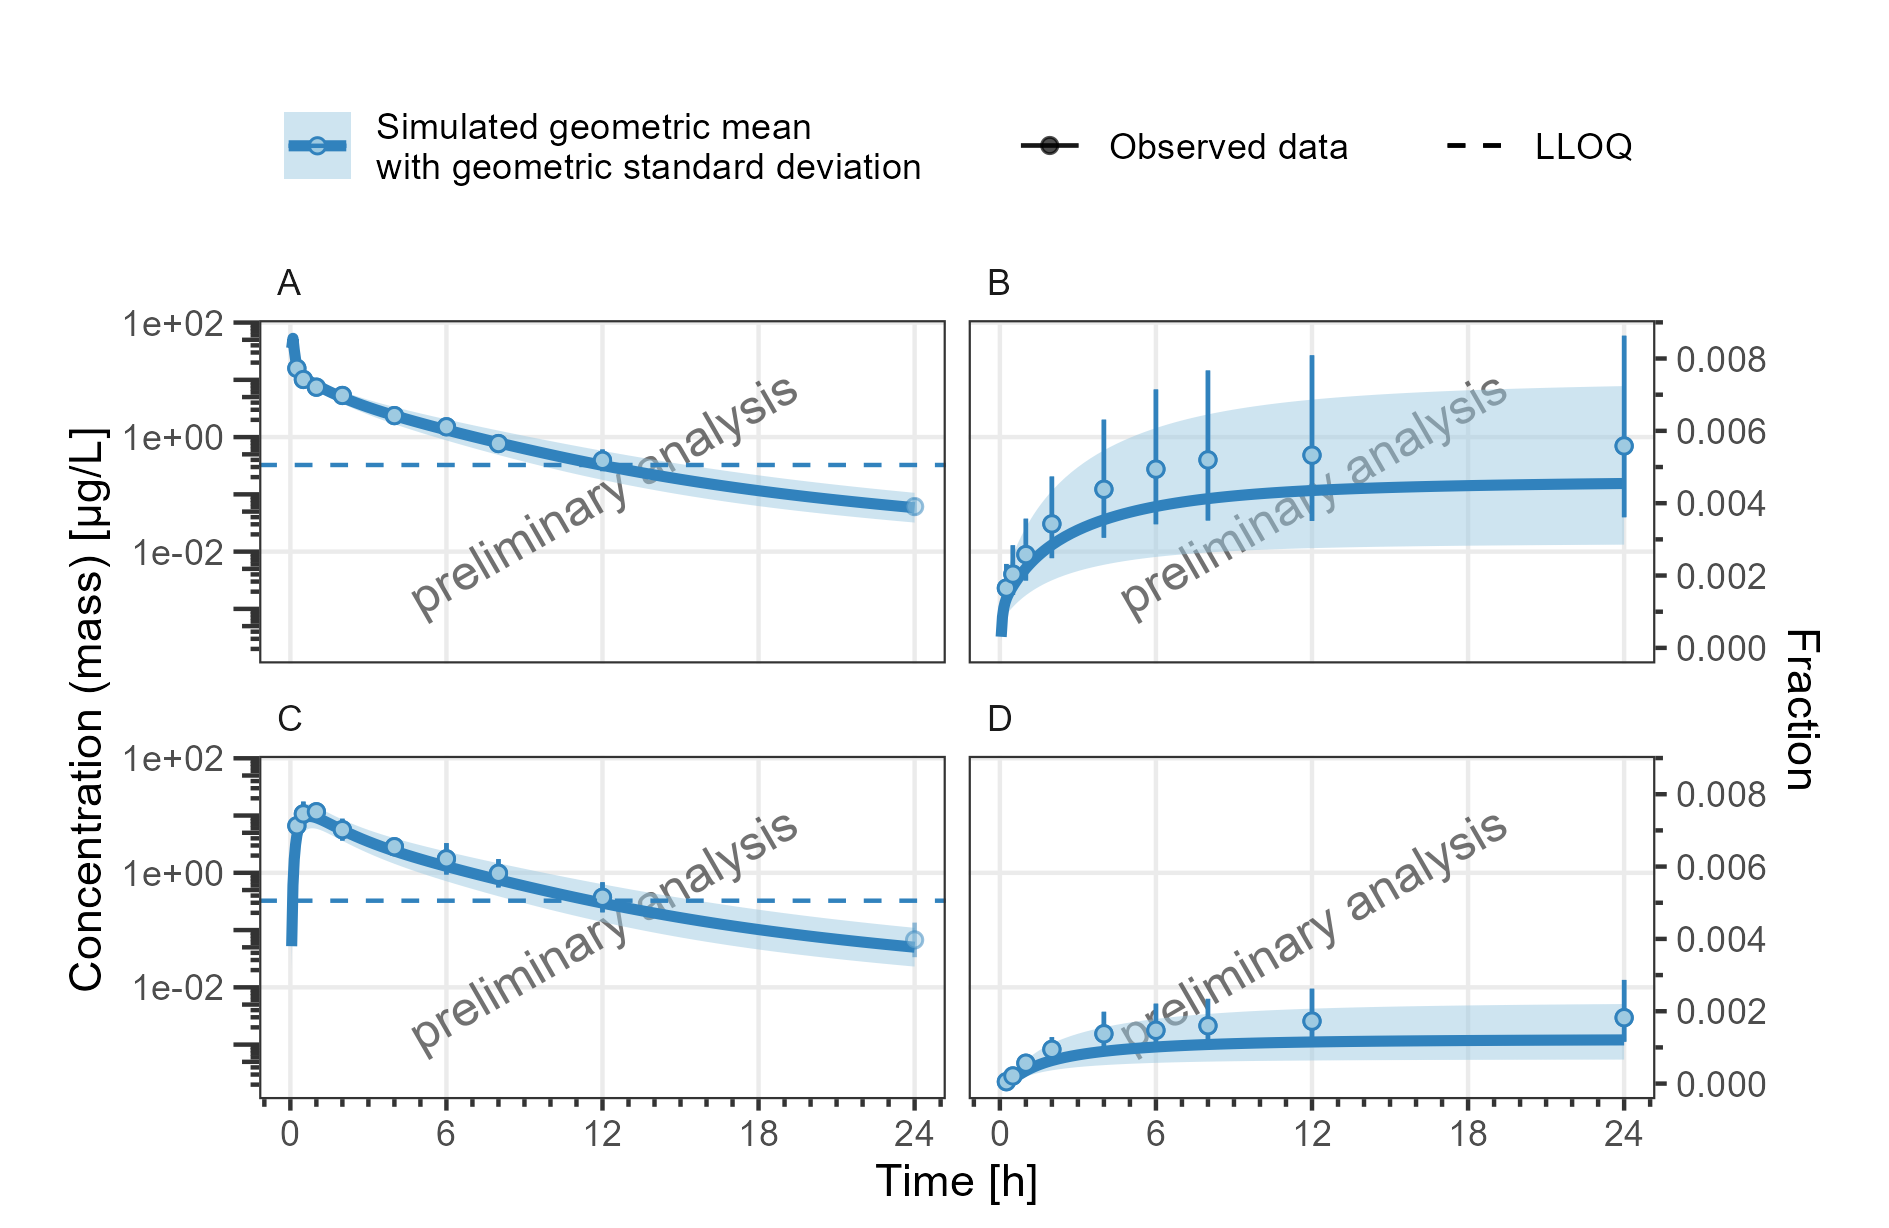 Simulated geometric mean
with geometric standard deviation
Observed data
LLOQ
A
B
1e+02
1e+00
1e-02
preliminary analysis
preliminary analysis
0.008
0.006
0.004
0.002
0.000
Concentration (mass) [µg/L]
Fraction
C
D
1e+02
1e+00
1e-02
preliminary analysis
preliminary analysis
0.008
0.006
0.004
0.002
0.000
0 6 12 18 24
0 6 12 18 24
Time [h]